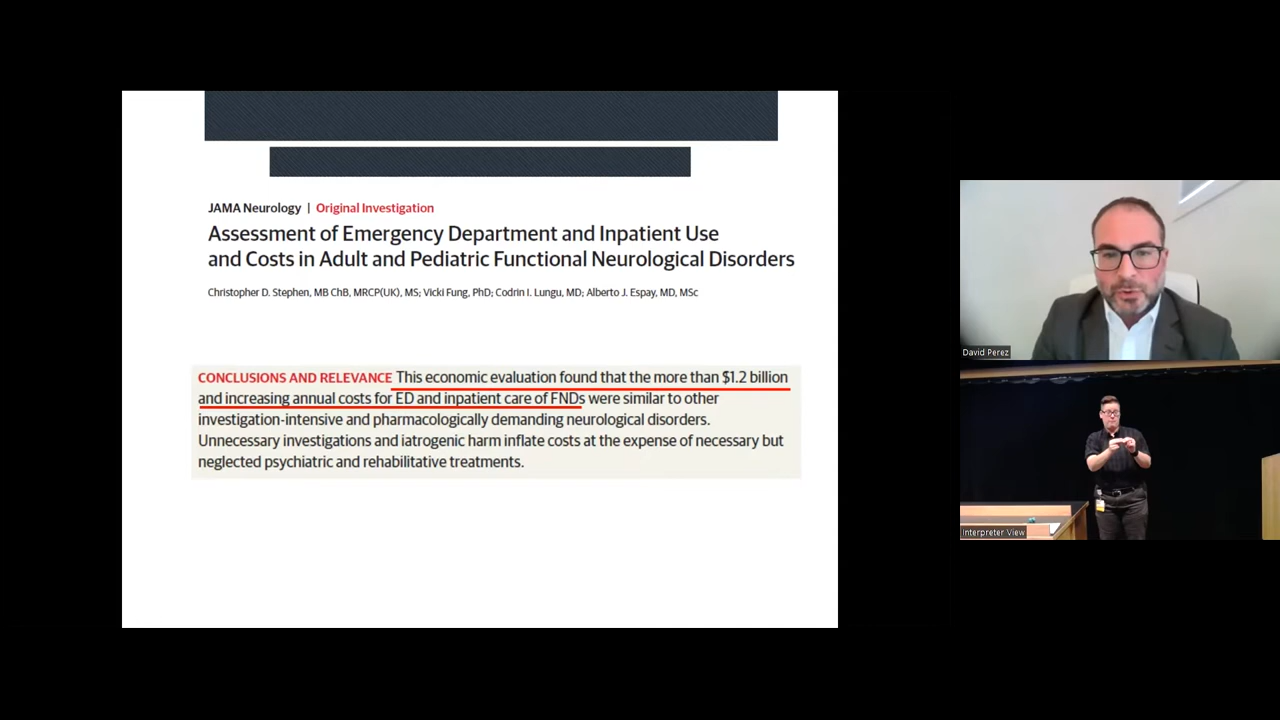 JAMA Neurology | Original Investigation
Assessment of Emergency Department and Inpatient Use
and Costs in Adult and Pediatric Functional Neurological Disorders
Christopher D. Stephen, MB ChB, MRCP(UK), MS; Vicki Fung, PhD; Codrin I. Lungu, MD; Alberto J. Espay, MD, MSc
CONCLUSIONS AND RELEVANCE This economic evaluation found that the more than $1.2 billion
and increasing annual costs for ED and inpatient care of FNDs were similar to other
investigation-intensive and pharmacologically demanding neurological disorders.
Unnecessary investigations and iatrogenic harm inflate costs at the expense of necessary but
neglected psychiatric and rehabilitative treatments.
David Perez
Interpreter View